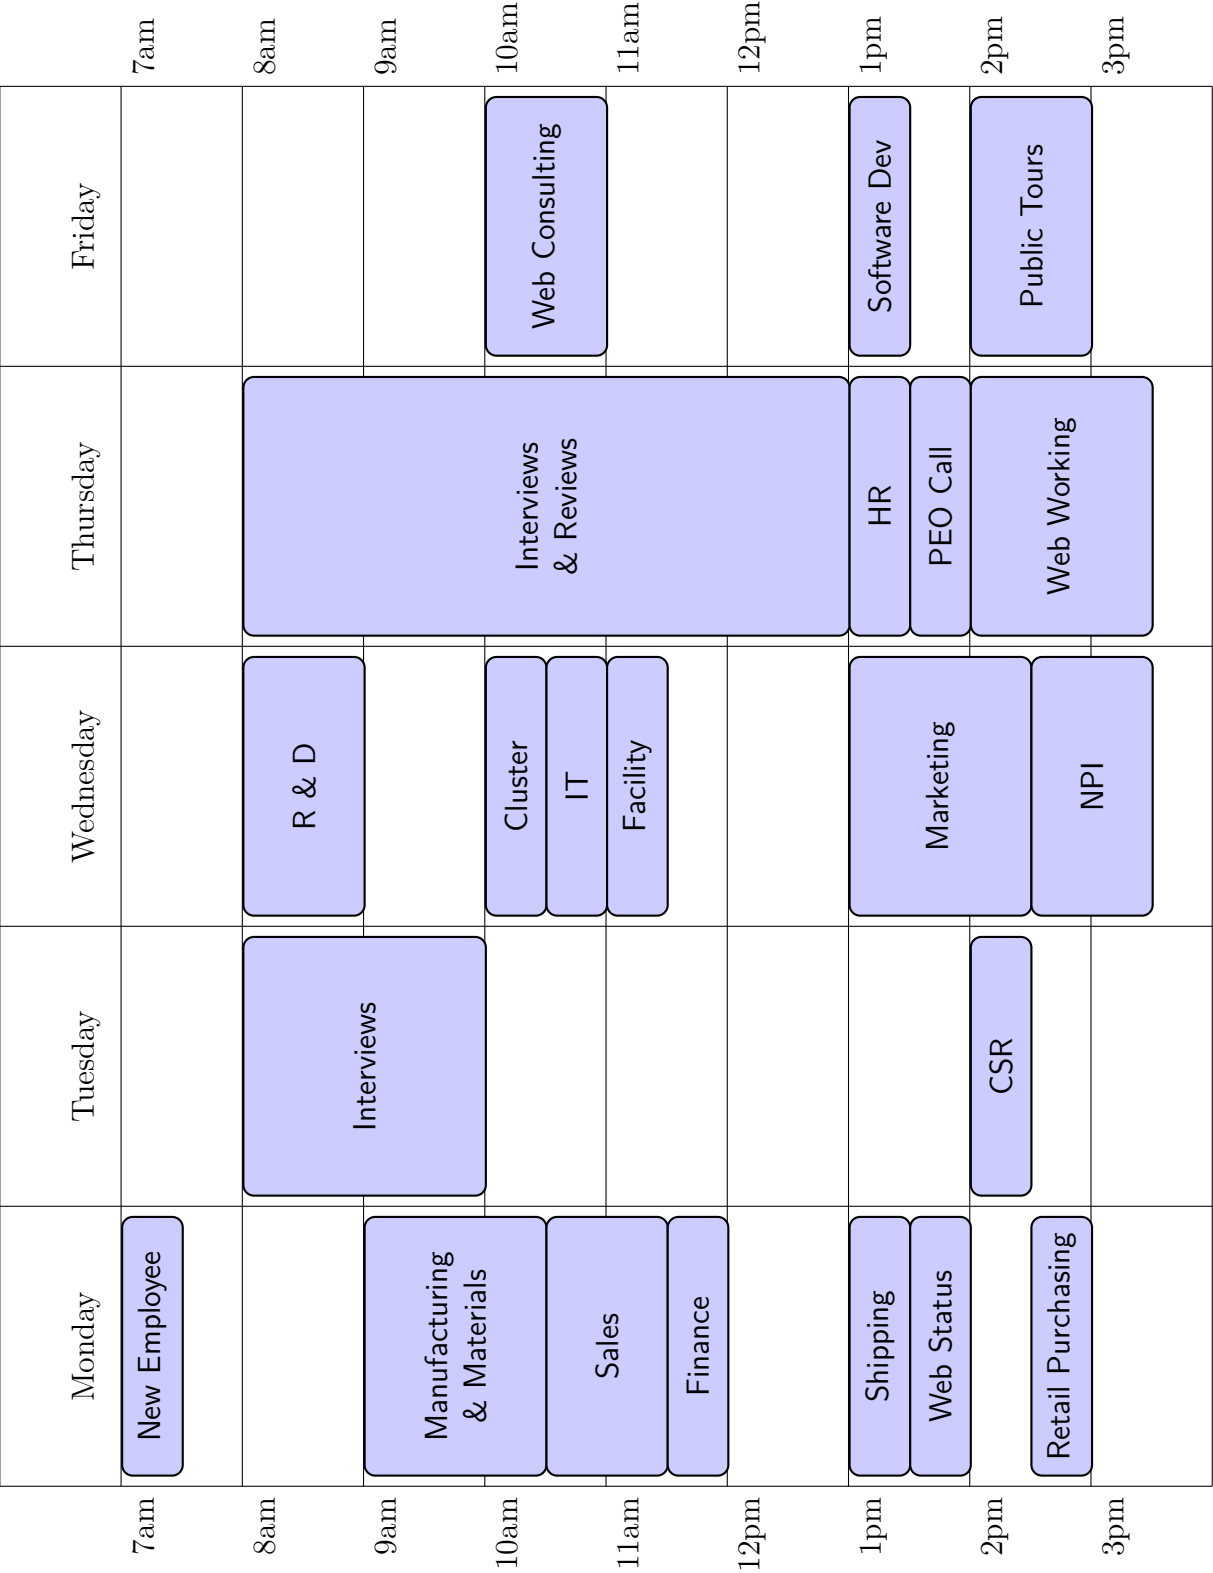 Monday
Tuesday
Wednesday
Thursday
Friday
7am
7am
8am
8am
9am
9am
10am
10am
11am
11am
12pm
12pm
1pm
1pm
2pm
2pm
3pm
3pm
New Employee
Manufacturing
& Materials
Sales
Finance
Shipping
Web Status
Retail Purchasing
Interviews
CSR
R & D
Cluster
IT
Facility
Marketing
NPI
Interviews
& Reviews
HR
PEO Call
Web Working
Web Consulting
Software Dev
Public Tours